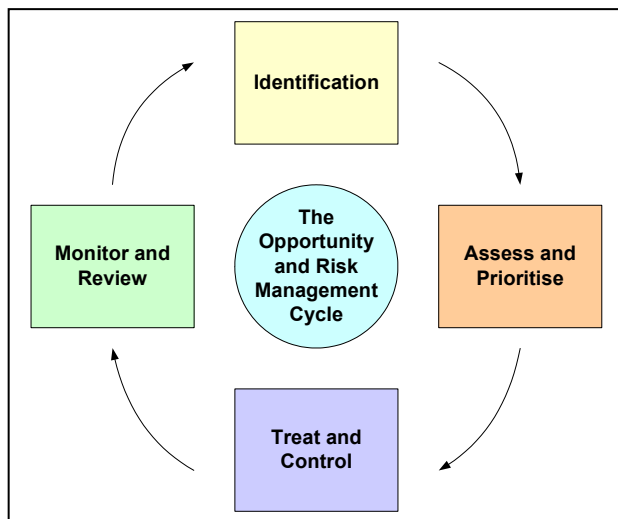 Identification
The
Opportunity
and Risk
Management
Cycle
Monitor and
Review
Assess and
Prioritise
Treat and
Control